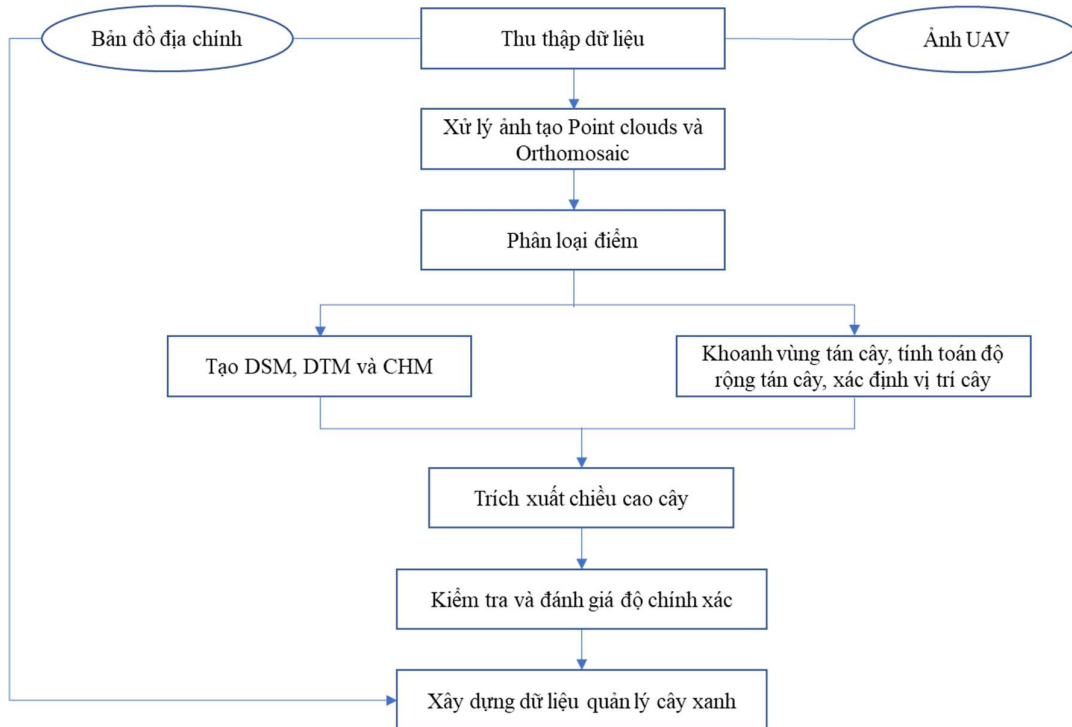 Bản đồ địa chính
Thu thập dữ liệu
Ảnh UAV
Xử lý ảnh tạo Point clouds và
Orthomosaic
Phân loại điểm
Tạo DSM, DTM và CHM
Khoanh vùng tán cây, tính toán độ
rộng tán cây, xác định vị trí cây
Trích xuất chiều cao cây
Kiểm tra và đánh giá độ chính xác
Xây dựng dữ liệu quản lý cây xanh